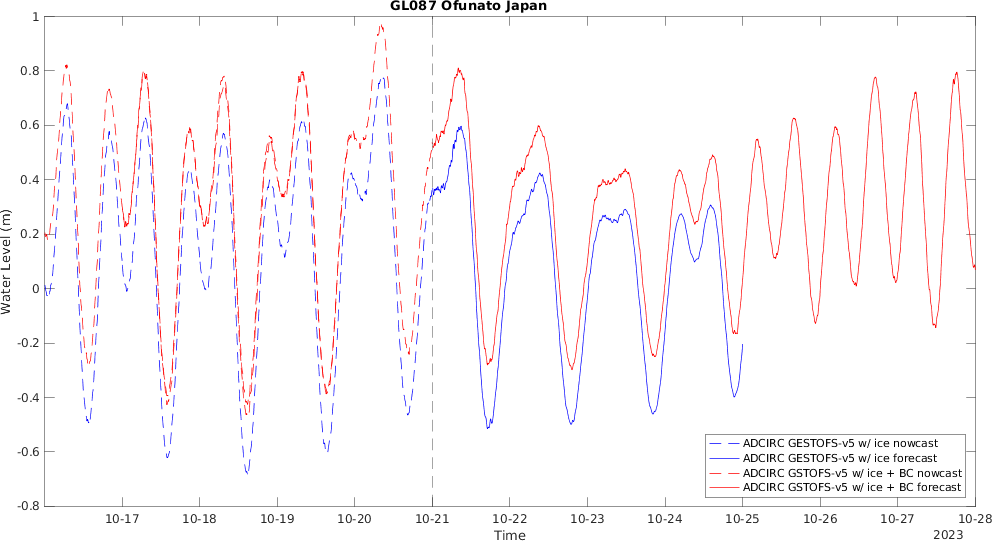 GL087 Ofunato Japan
1
0.8
0.6
0.4
0.2
0
-0.2
-0.4
-0.6
-0.8
Water Level (m)
ADCIRC GESTOFS-v5 w/ ice nowcast
ADCIRC GESTOFS-v5 w/ ice forecast
ADCIRC GSTOFS-v5 w/ ice + BC nowcast
ADCIRC GSTOFS-v5 w/ ice + BC forecast
10-17 10-18 10-19 10-20 10-21 10-22 10-23 10-24 10-25 10-26 10-27 10-28
Time
2023